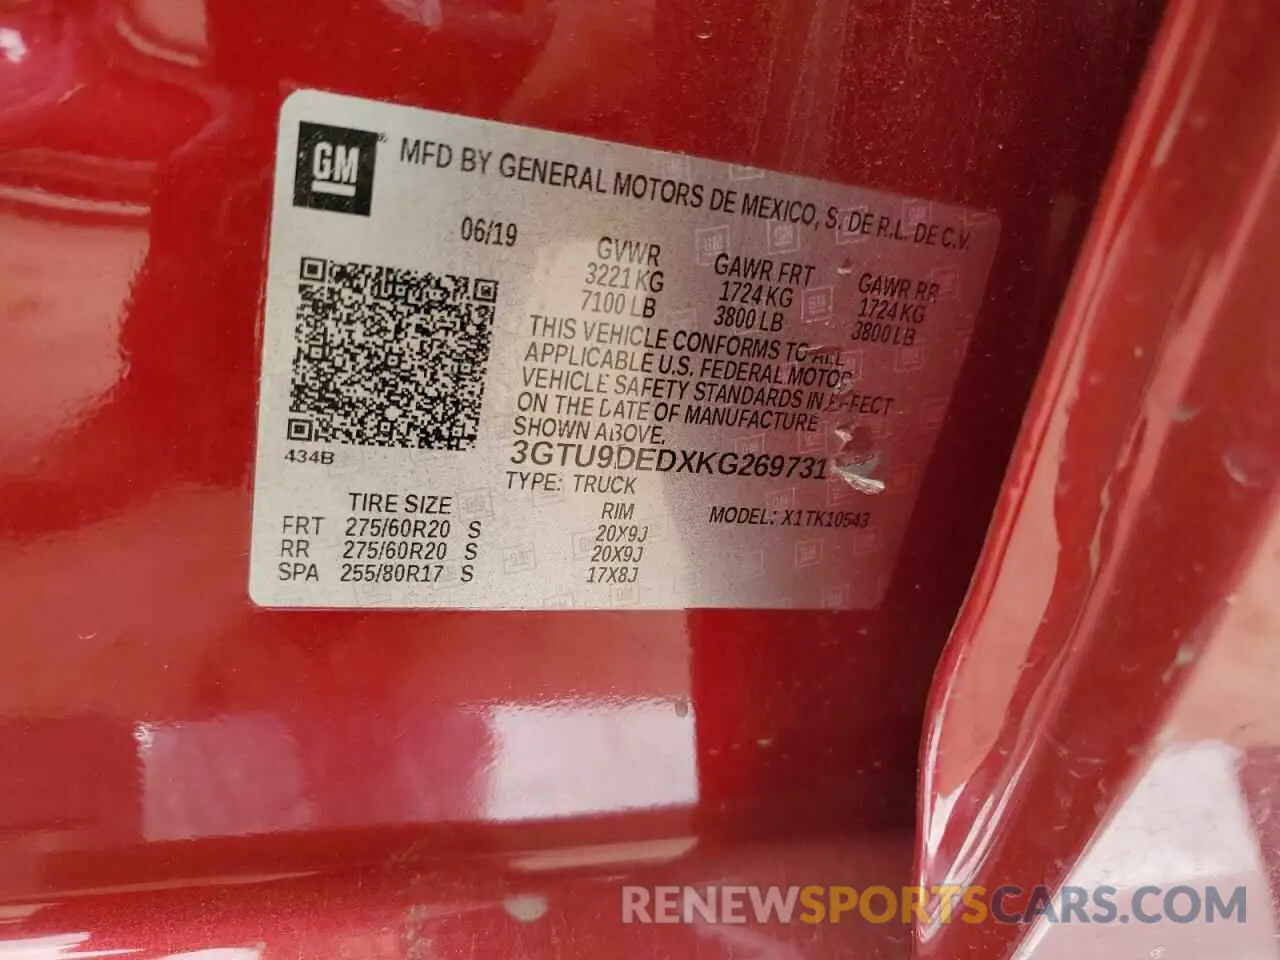 GM
MFD BY GENERAL MOTORS DE MEXICO, S. DE R.L. DE C.V.
06/19
GVWR GAWR FRT GAWR RR
3221 KG 1724 KG 1724 KG
7100 LB 3800 LB 3800 LB
THIS VEHICLE CONFORMS TO ALL
APPLICABLE U.S. FEDERAL MOTOR
VEHICLE SAFETY STANDARDS IN EFFECT
ON THE DATE OF MANUFACTURE
SHOWN ABOVE.
434B
3GTU9DEDXKG269731
TYPE: TRUCK
MODEL: X1TK10543
TIRE SIZE RIM
FRT 275/60R20 S 20X9J
RR 275/60R20 S 20X9J
SPA 255/80R17 S 17X8J
RENEWSPORTSCARS.COM